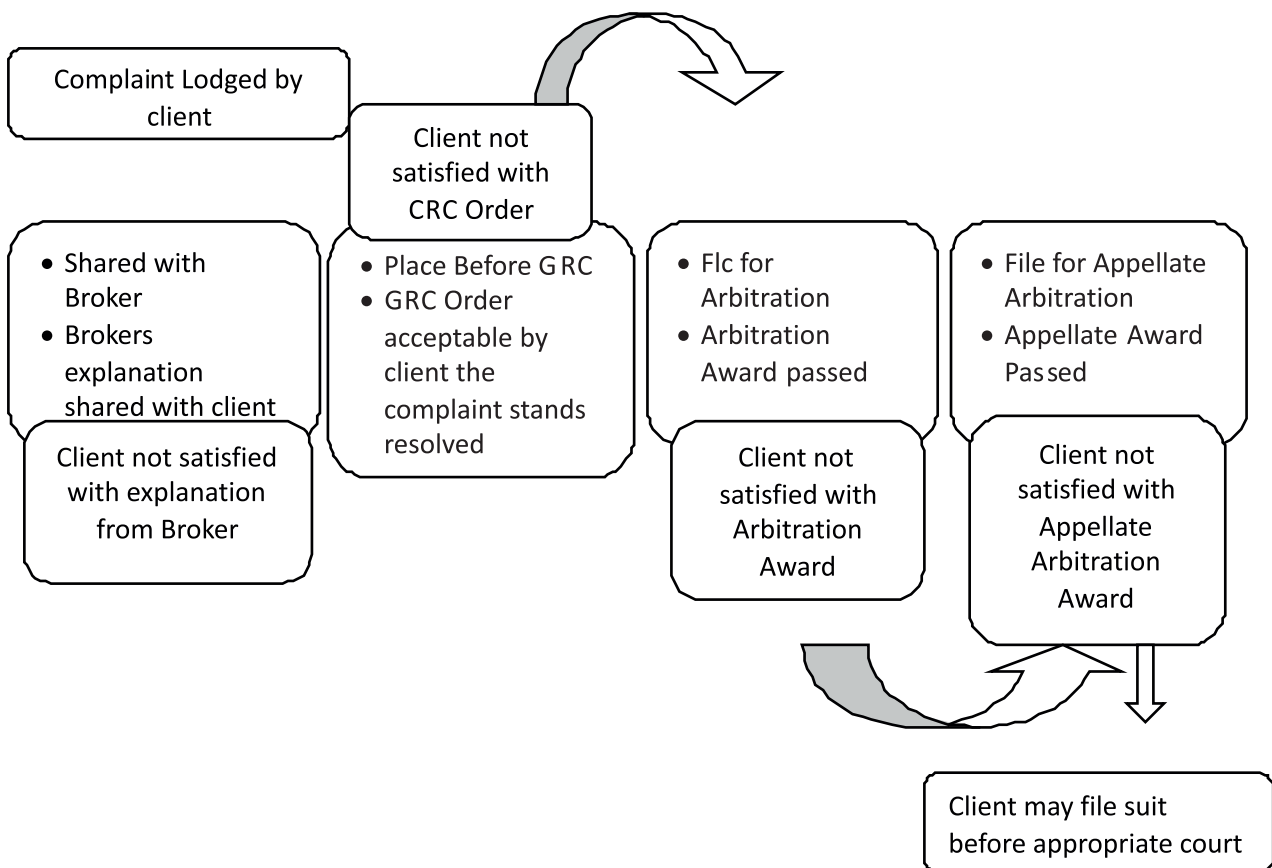 Complaint Lodged by
client
Client not
satisfied with
CRC Order
• Shared with
Broker
• Brokers
explanation
shared with client
Client not satisfied
with explanation
from Broker
• Place Before GRC
• GRC Order
acceptable by
client the
complaint stands
resolved
• Flc for
Arbitration
• Arbitration
Award passed
Client not
satisfied with
Arbitration
Award
• File for Appellate
Arbitration
• Appellate Award
Passed
Client not
satisfied with
Appellate
Arbitration
Award
Client may file suit
before appropriate court